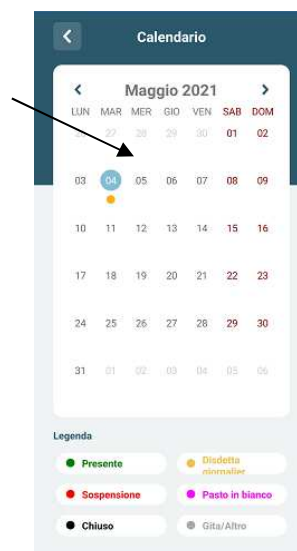 Calendario
Maggio 2021
LUN MAR MER GIO VEN SAB DOM
26 27 28 29 30 01 02
03 04 05 06 07 08 09
10 11 12 13 14 15 16
17 18 19 20 21 22 23
24 25 26 27 28 29 30
31 01 02 03 04 05 06
Legenda
Presente
Disdetta
giornalier
Sospensione
Pasto in bianco
Chiuso
Gita/Altro